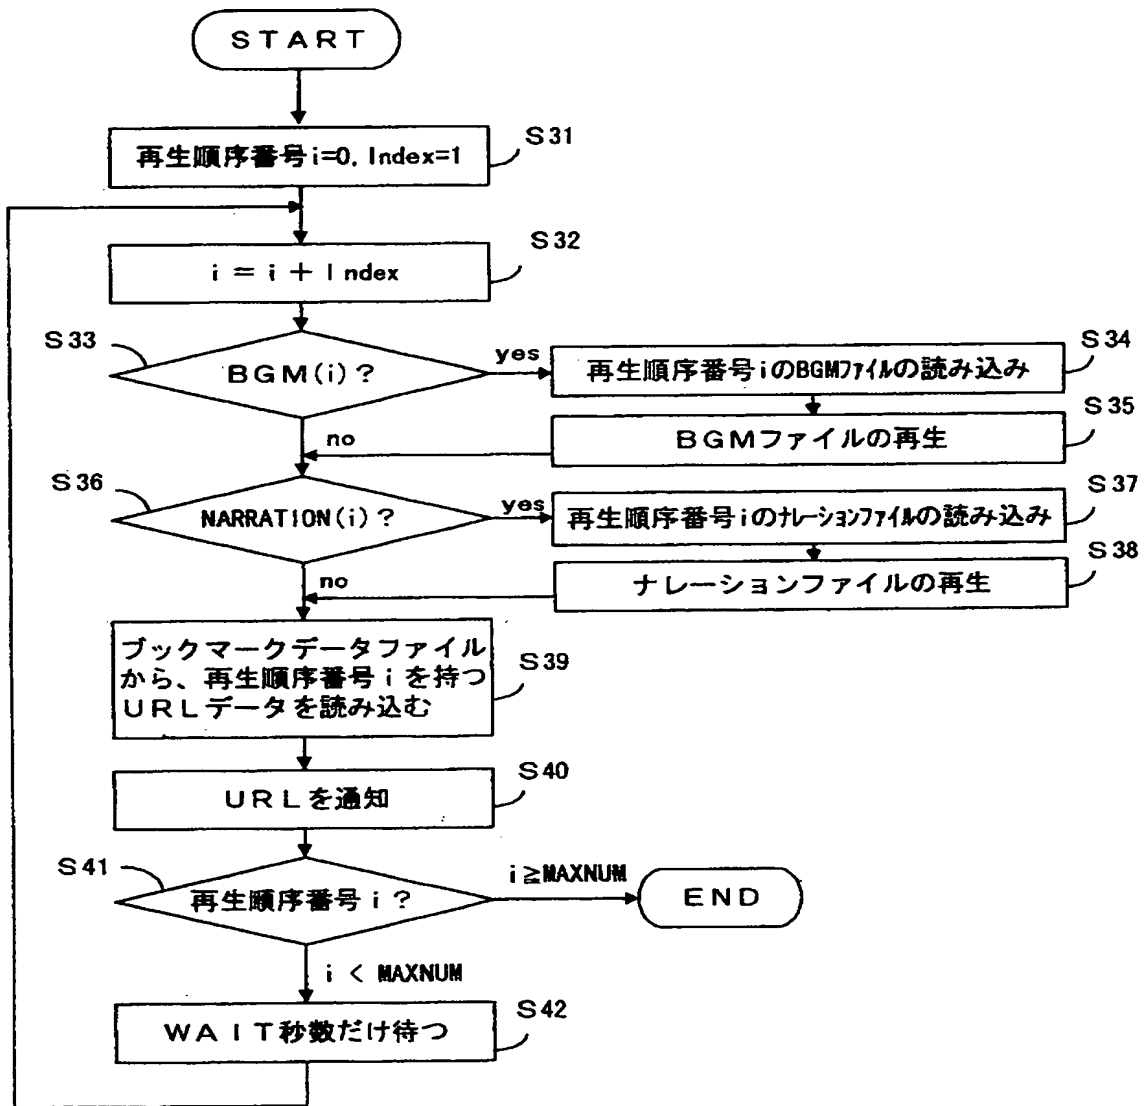 START
S31
再生順序番号i=0, Index=1
S32
i = i + Index
S33
BGM(i)?
yes
S34
再生順序番号iのBGMファイルの読み込み
S35
BGMファイルの再生
no
S36
NARRATION(i)?
yes
S37
再生順序番号iのナレーションファイルの読み込み
S38
ナレーションファイルの再生
no
S39
ブックマークデータファイル
から、再生順序番号iを持つ
URLデータを読み込む
S40
URLを通知
S41
再生順序番号i?
i≧MAXNUM
END
i < MAXNUM
S42
WAIT秒数だけ待つ